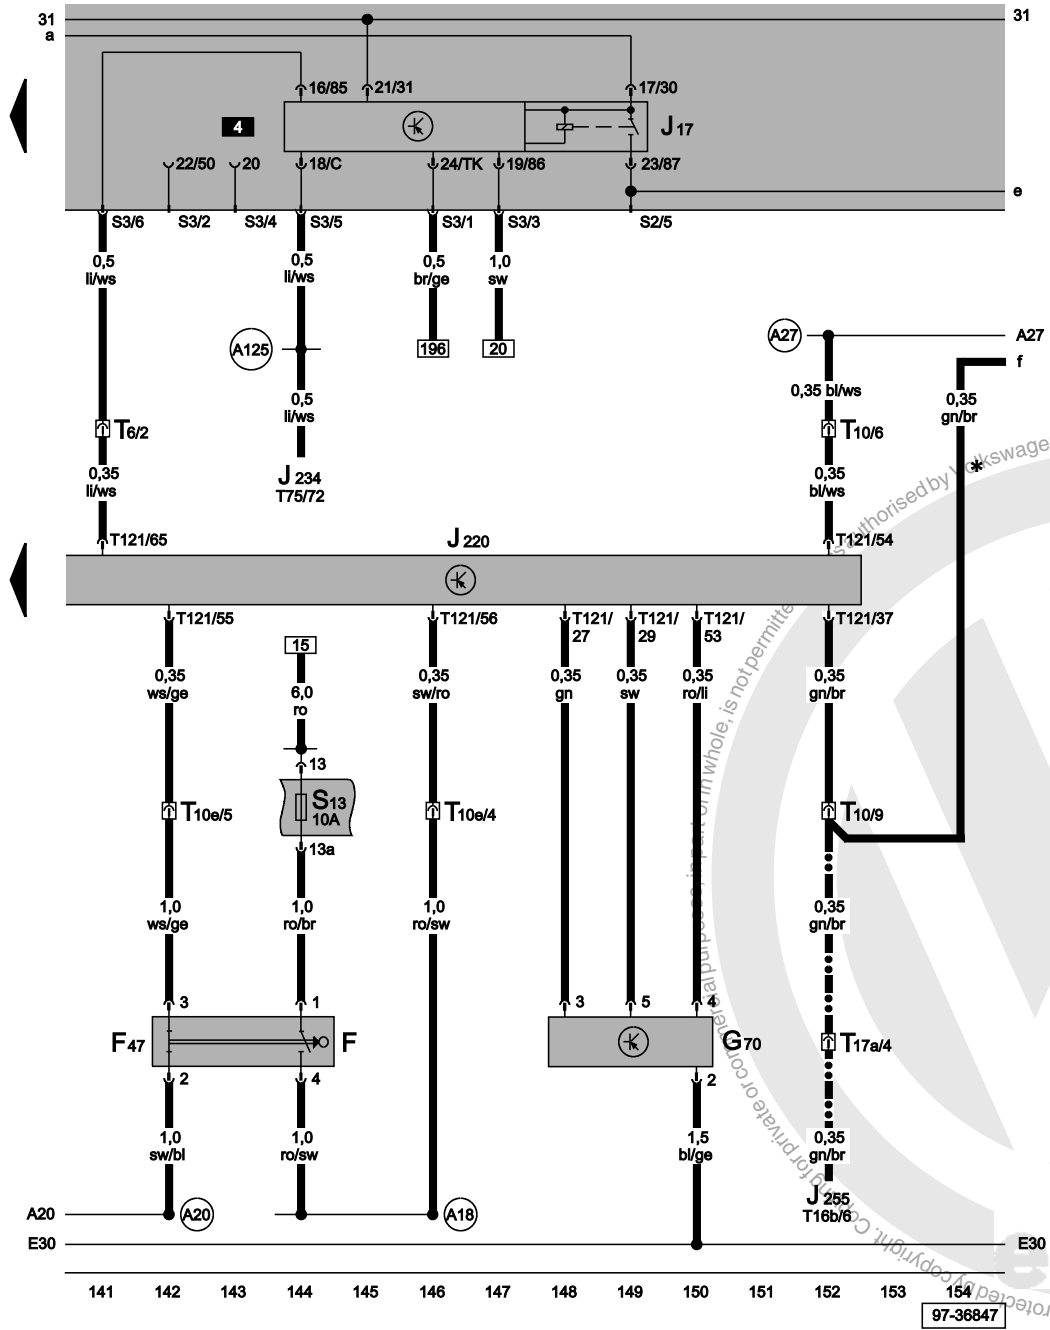 31 31
a
16/85 21/31 17/30
4
J17
22/50 20 18/C 24/TK 19/86 23/87
e
S3/6 S3/2 S3/4 S3/5 S3/1 S3/3 S2/5
0,5 0,5 0,5 1,0
li/ws li/ws br/ge sw
A27 A27
A125 196 20
f
0,35 bl/ws
0,5 0,35
li/ws gn/br
T6/2 T10/6
*
0,35 0,35
li/ws bl/ws
J234
T75/72
T121/65 J220 T121/54
T121/55 T121/56 T121/27 T121/29 T121/53 T121/37
15
0,35 6,0 0,35 0,35 0,35 0,35 0,35
ws/ge ro sw/ro gn sw ro/li gn/br
13
S13
10A
T10e/5 T10e/4 T10/9
13a
1,0 1,0 1,0 0,35
ws/ge ro/br ro/sw gn/br
3 1 3 5 4
F47 F G70 T17a/4
2 4 2
1,0 1,0 1,5 0,35
sw/bl ro/sw bl/ge gn/br
J255
T16b/6
A20 A20 A18
E30 E30
141 142 143 144 145 146 147 148 149 150 151 152 153 154
97-36847